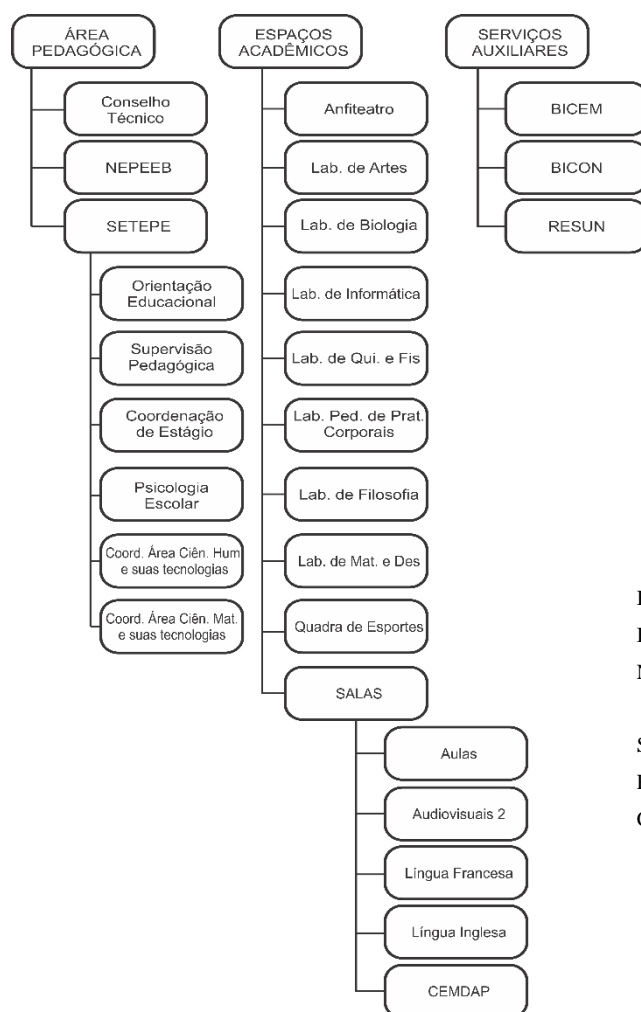 ÁREA
PEDAGÓGICA
Conselho
Técnico
NEPEEB
SETEPE
Orientação
Educacional
Supervisão
Pedagógica
Coordenação
de Estágio
Psicologia
Escolar
Coord. Área Ciên. Hum
e suas tecnologias
Coord. Área Ciên. Mat.
e suas tecnologias
ESPAÇOS
ACADÊMICOS
Anfiteatro
Lab. de Artes
Lab. de Biologia
Lab. de Informática
Lab. de Qui. e Fis
Lab. Ped. de Prat.
Corporais
Lab. de Filosofia
Lab. de Mat. e Des
Quadra de Esportes
SALAS
Aulas
Audiovisuais 2
Língua Francesa
Língua Inglesa
CEMDAP
SERVIÇOS
AUXILIARES
BICEM
BICON
RESUN